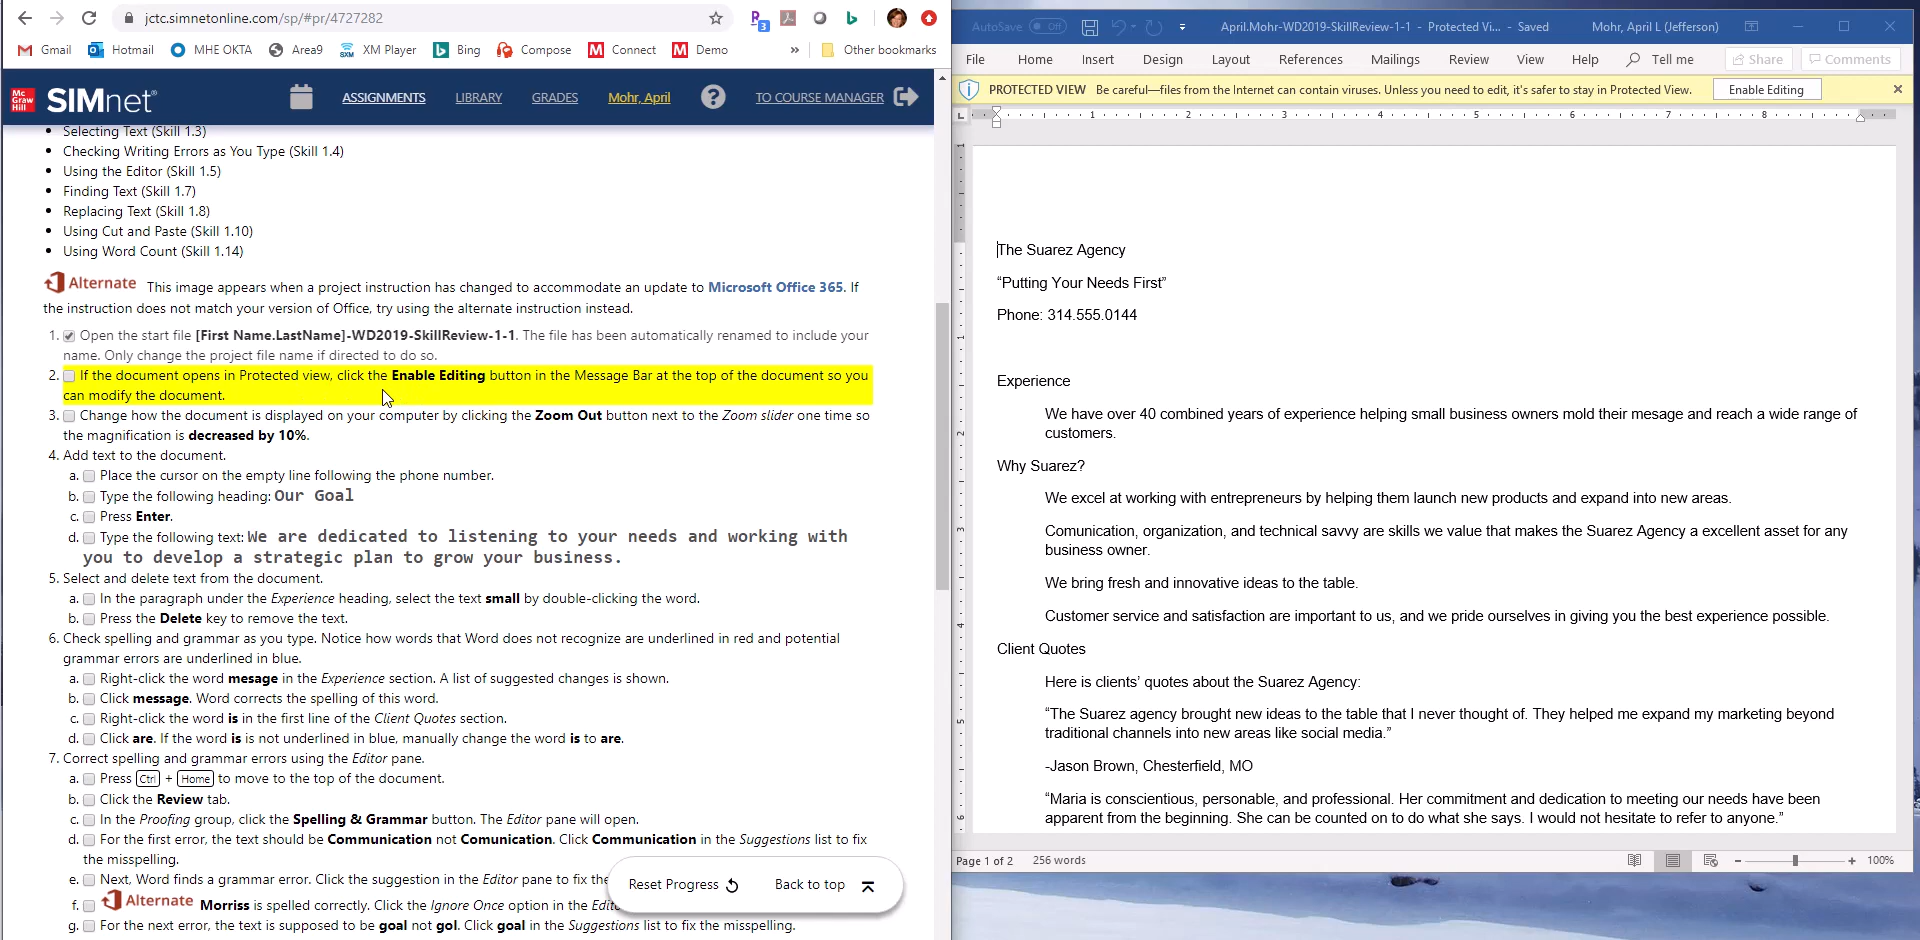 jctc.simnetonline.com/sp/#pr/4727282
Gmail Hotmail MHE OKTA Area9 XM Player Bing Compose Connect Demo » Other bookmarks
Mc Graw Hill SIMnet® ASSIGNMENTS LIBRARY GRADES Mohr, April ? TO COURSE MANAGER
• Selecting Text (Skill 1.3)
• Checking Writing Errors as You Type (Skill 1.4)
• Using the Editor (Skill 1.5)
• Finding Text (Skill 1.7)
• Replacing Text (Skill 1.8)
• Using Cut and Paste (Skill 1.10)
• Using Word Count (Skill 1.14)
Alternate This image appears when a project instruction has changed to accommodate an update to Microsoft Office 365. If
the instruction does not match your version of Office, try using the alternate instruction instead.
1. Open the start file [First Name.LastName]-WD2019-SkillReview-1-1. The file has been automatically renamed to include your
name. Only change the project file name if directed to do so.
2. If the document opens in Protected view, click the Enable Editing button in the Message Bar at the top of the document so you
can modify the document.
3. Change how the document is displayed on your computer by clicking the Zoom Out button next to the Zoom slider one time so
the magnification is decreased by 10%.
4. Add text to the document.
a. Place the cursor on the empty line following the phone number.
b. Type the following heading: Our Goal
c. Press Enter.
d. Type the following text: We are dedicated to listening to your needs and working with
you to develop a strategic plan to grow your business.
5. Select and delete text from the document.
a. In the paragraph under the Experience heading, select the text small by double-clicking the word.
b. Press the Delete key to remove the text.
6. Check spelling and grammar as you type. Notice how words that Word does not recognize are underlined in red and potential
grammar errors are underlined in blue.
a. Right-click the word mesage in the Experience section. A list of suggested changes is shown.
b. Click message. Word corrects the spelling of this word.
c. Right-click the word is in the first line of the Client Quotes section.
d. Click are. If the word is is not underlined in blue, manually change the word is to are.
7. Correct spelling and grammar errors using the Editor pane.
a. Press Ctrl + Home to move to the top of the document.
b. Click the Review tab.
c. In the Proofing group, click the Spelling & Grammar button. The Editor pane will open.
d. For the first error, the text should be Communication not Comunication. Click Communication in the Suggestions list to fix
the misspelling.
e. Next, Word finds a grammar error. Click the suggestion in the Editor pane to fix the
f. Alternate Morriss is spelled correctly. Click the Ignore Once option in the
g. For the next error, the text is supposed to be goal not gol. Click goal in the Suggestions list to fix the misspelling.
Reset Progress Back to top
AutoSave Off April.Mohr-WD2019-SkillReview-1-1 - Protected Vi... - Saved Mohr, April L (Jefferson)
File Home Insert Design Layout References Mailings Review View Help Tell me Share Comments
PROTECTED VIEW Be careful—files from the Internet can contain viruses. Unless you need to edit, it's safer to stay in Protected View. Enable Editing
1 2 3 4 5 6 7 8
The Suarez Agency
“Putting Your Needs First”
Phone: 314.555.0144
Experience
We have over 40 combined years of experience helping small business owners mold their mesage and reach a wide range of
customers.
Why Suarez?
We excel at working with entrepreneurs by helping them launch new products and expand into new areas.
Comunication, organization, and technical savvy are skills we value that makes the Suarez Agency a excellent asset for any
business owner.
We bring fresh and innovative ideas to the table.
Customer service and satisfaction are important to us, and we pride ourselves in giving you the best experience possible.
Client Quotes
Here is clients’ quotes about the Suarez Agency:
“The Suarez agency brought new ideas to the table that I never thought of. They helped me expand my marketing beyond
traditional channels into new areas like social media.”
-Jason Brown, Chesterfield, MO
“Maria is conscientious, personable, and professional. Her commitment and dedication to meeting our needs have been
apparent from the beginning. She can be counted on to do what she says. I would not hesitate to refer to anyone.”
Page 1 of 2 256 words 100%